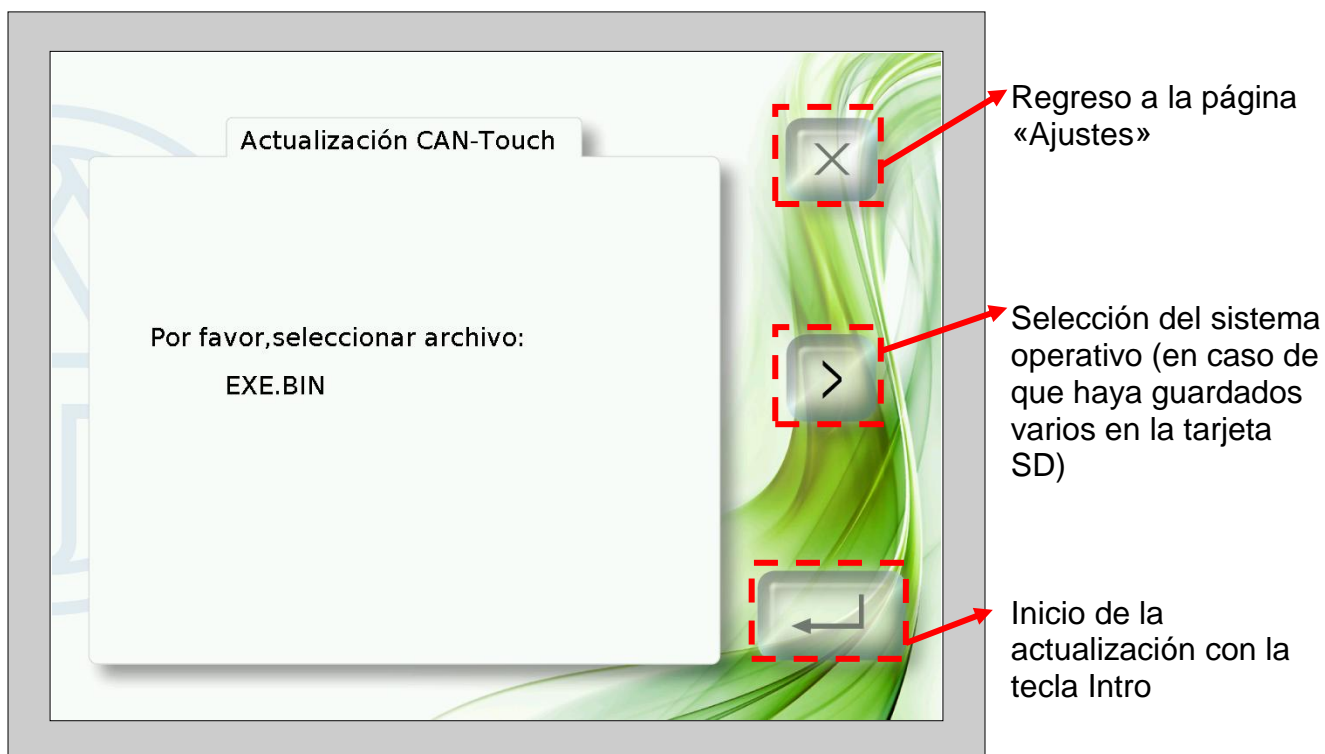 Actualización CAN-Touch
Por favor,seleccionar archivo:
EXE.BIN
Regreso a la página
«Ajustes»
Selección del sistema
operativo (en caso de
que haya guardados
varios en la tarjeta
SD)
Inicio de la
actualización con la
tecla Intro